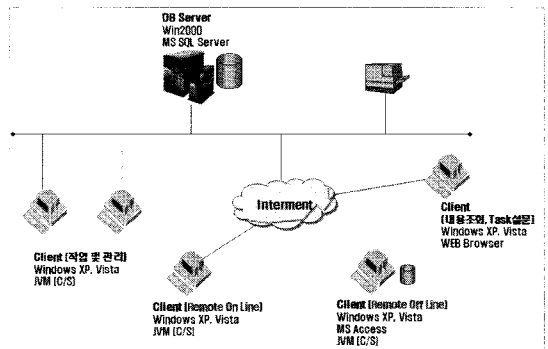 DB Server
Win2000
MS SQL Server
Interment
Client [작업 및 관리]
Windows XP, Vista
JVM [C/S]
Client [Remote On Line]
Windows XP, Vista
JVM [C/S]
Client [Remote Off Line]
Windows XP, Vista
MS Access
JVM [C/S]
Client
[내용조회, Task설문]
Windows XP, Vista
WEB Browser